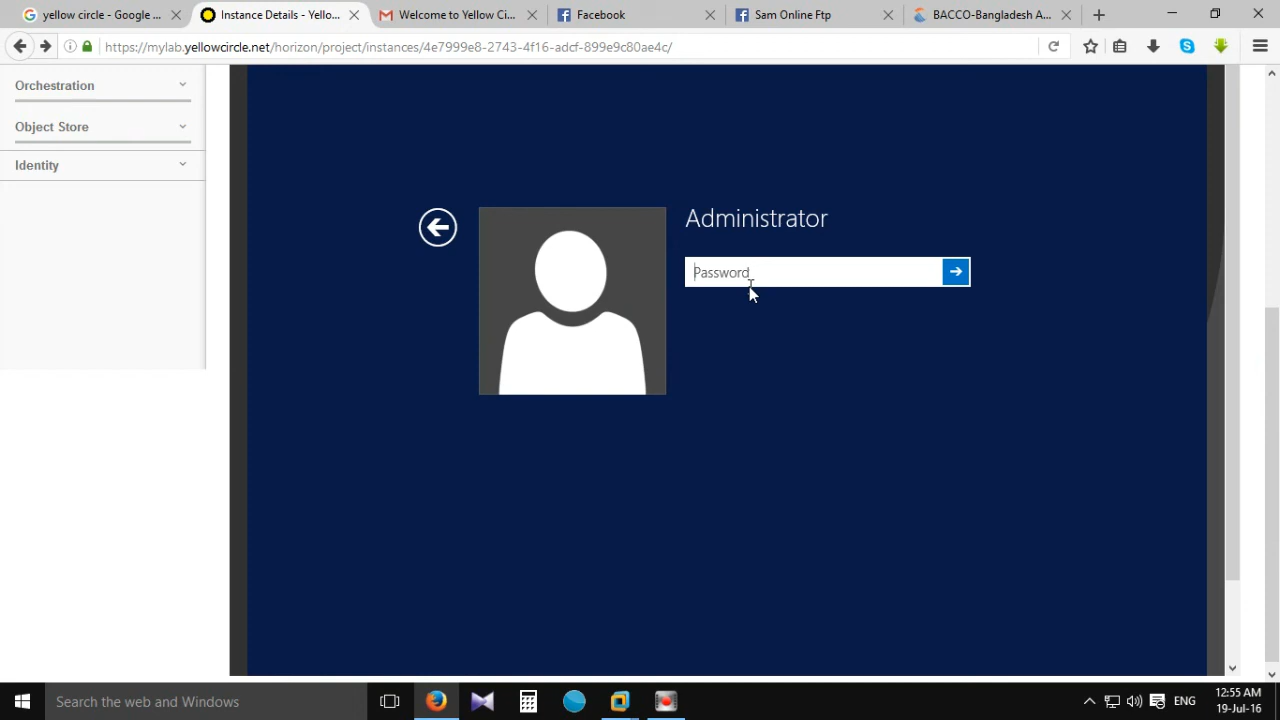 yellow circle - Google ...
Instance Details - Yello...
Welcome to Yellow Ci...
Facebook
Sam Online Ftp
BACCO-Bangladesh A...
https://mylab.yellowcircle.net/horizon/project/instances/4e7999e8-2743-4f16-adcf-899e9c80ae4c/
Orchestration
Object Store
Identity
Administrator
Password
Search the web and Windows
ENG
12:55 AM
19-Jul-16